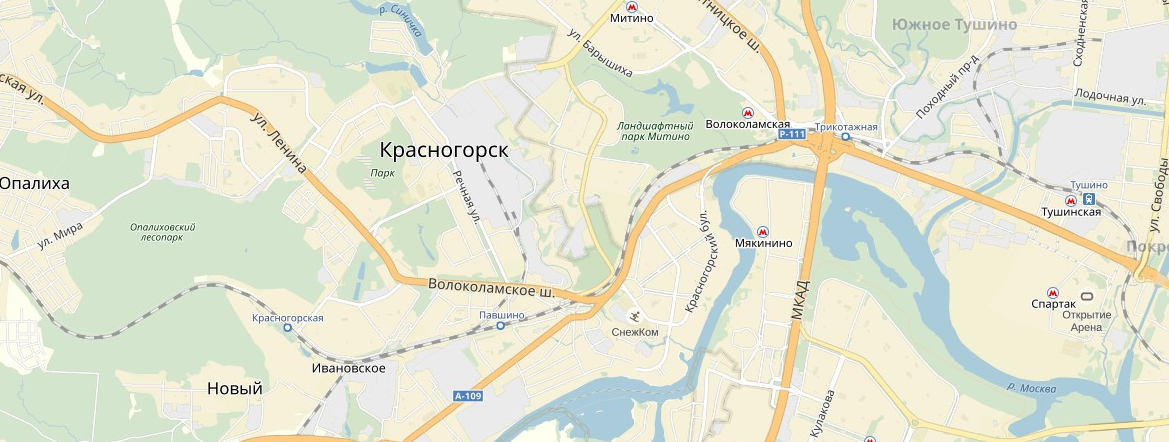 р. Синичка
Митино
ТНИЦКОЕ Ш.
Южное Тушино
Сходненская
ул. Барышиха
Походный пр-д
Лодочная ул.
ская ул.
ул. Ленина
Красногорск
Парк
Речная ул.
Ландшафтный
парк Митино
Волоколамская
Р-111
Трикотажная
Опалиха
ул. Мира
Опалиховский
лесопарк
Тушино
Тушинская
ул. Свободы
Мякинино
Красногорский бул.
МКАД
Покро
Волоколамское ш.
Красногорская
Павшино
СнежКом
Спартак
Открытие
Арена
Ивановское
Новый
А-109
р. Москва
Кулакова